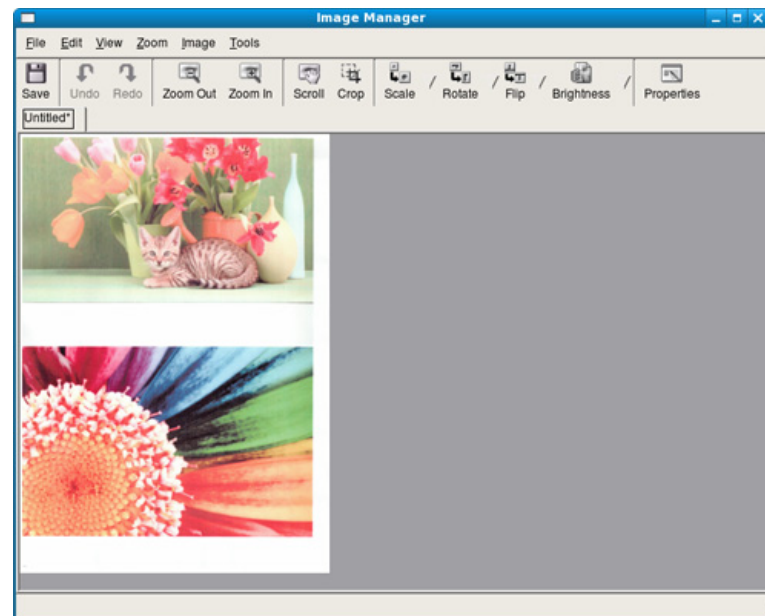 Image Manager
File Edit View Zoom Image Tools
Save Undo Redo Zoom Out Zoom In Scroll Crop Scale / Rotate / Flip / Brightness / Properties
Untitled*